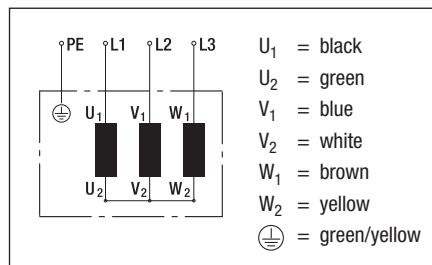 PE L1 L2 L3
U1 V1 W1
U2 V2 W2
U1 = black
U2 = green
V1 = blue
V2 = white
W1 = brown
W2 = yellow
= green/yellow